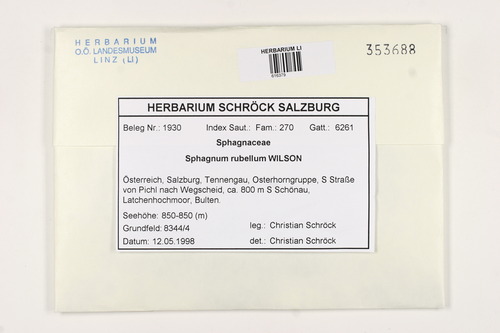 HERBARIUM
O.Ö. LANDESMUSEUM
LINZ (LI)
HERBARIUM LI
353688
HERBARIUM SCHRÖCK SALZBURG
Beleg Nr.: 1930 Index Saut.: Fam.: 270 Gatt.: 6261
Sphagnaceae
Sphagnum rubellum WILSON
Österreich, Salzburg, Tennengau, Osterhorngruppe, S Straße
von Pichl nach Wegscheid, ca. 800 m S Schönau,
Latchenhochmoor, Bulten.
Seehöhe: 850-850 (m)
Grundfeld: 8344/4 leg.: Christian Schröck
Datum: 12.05.1998 det.: Christian Schröck